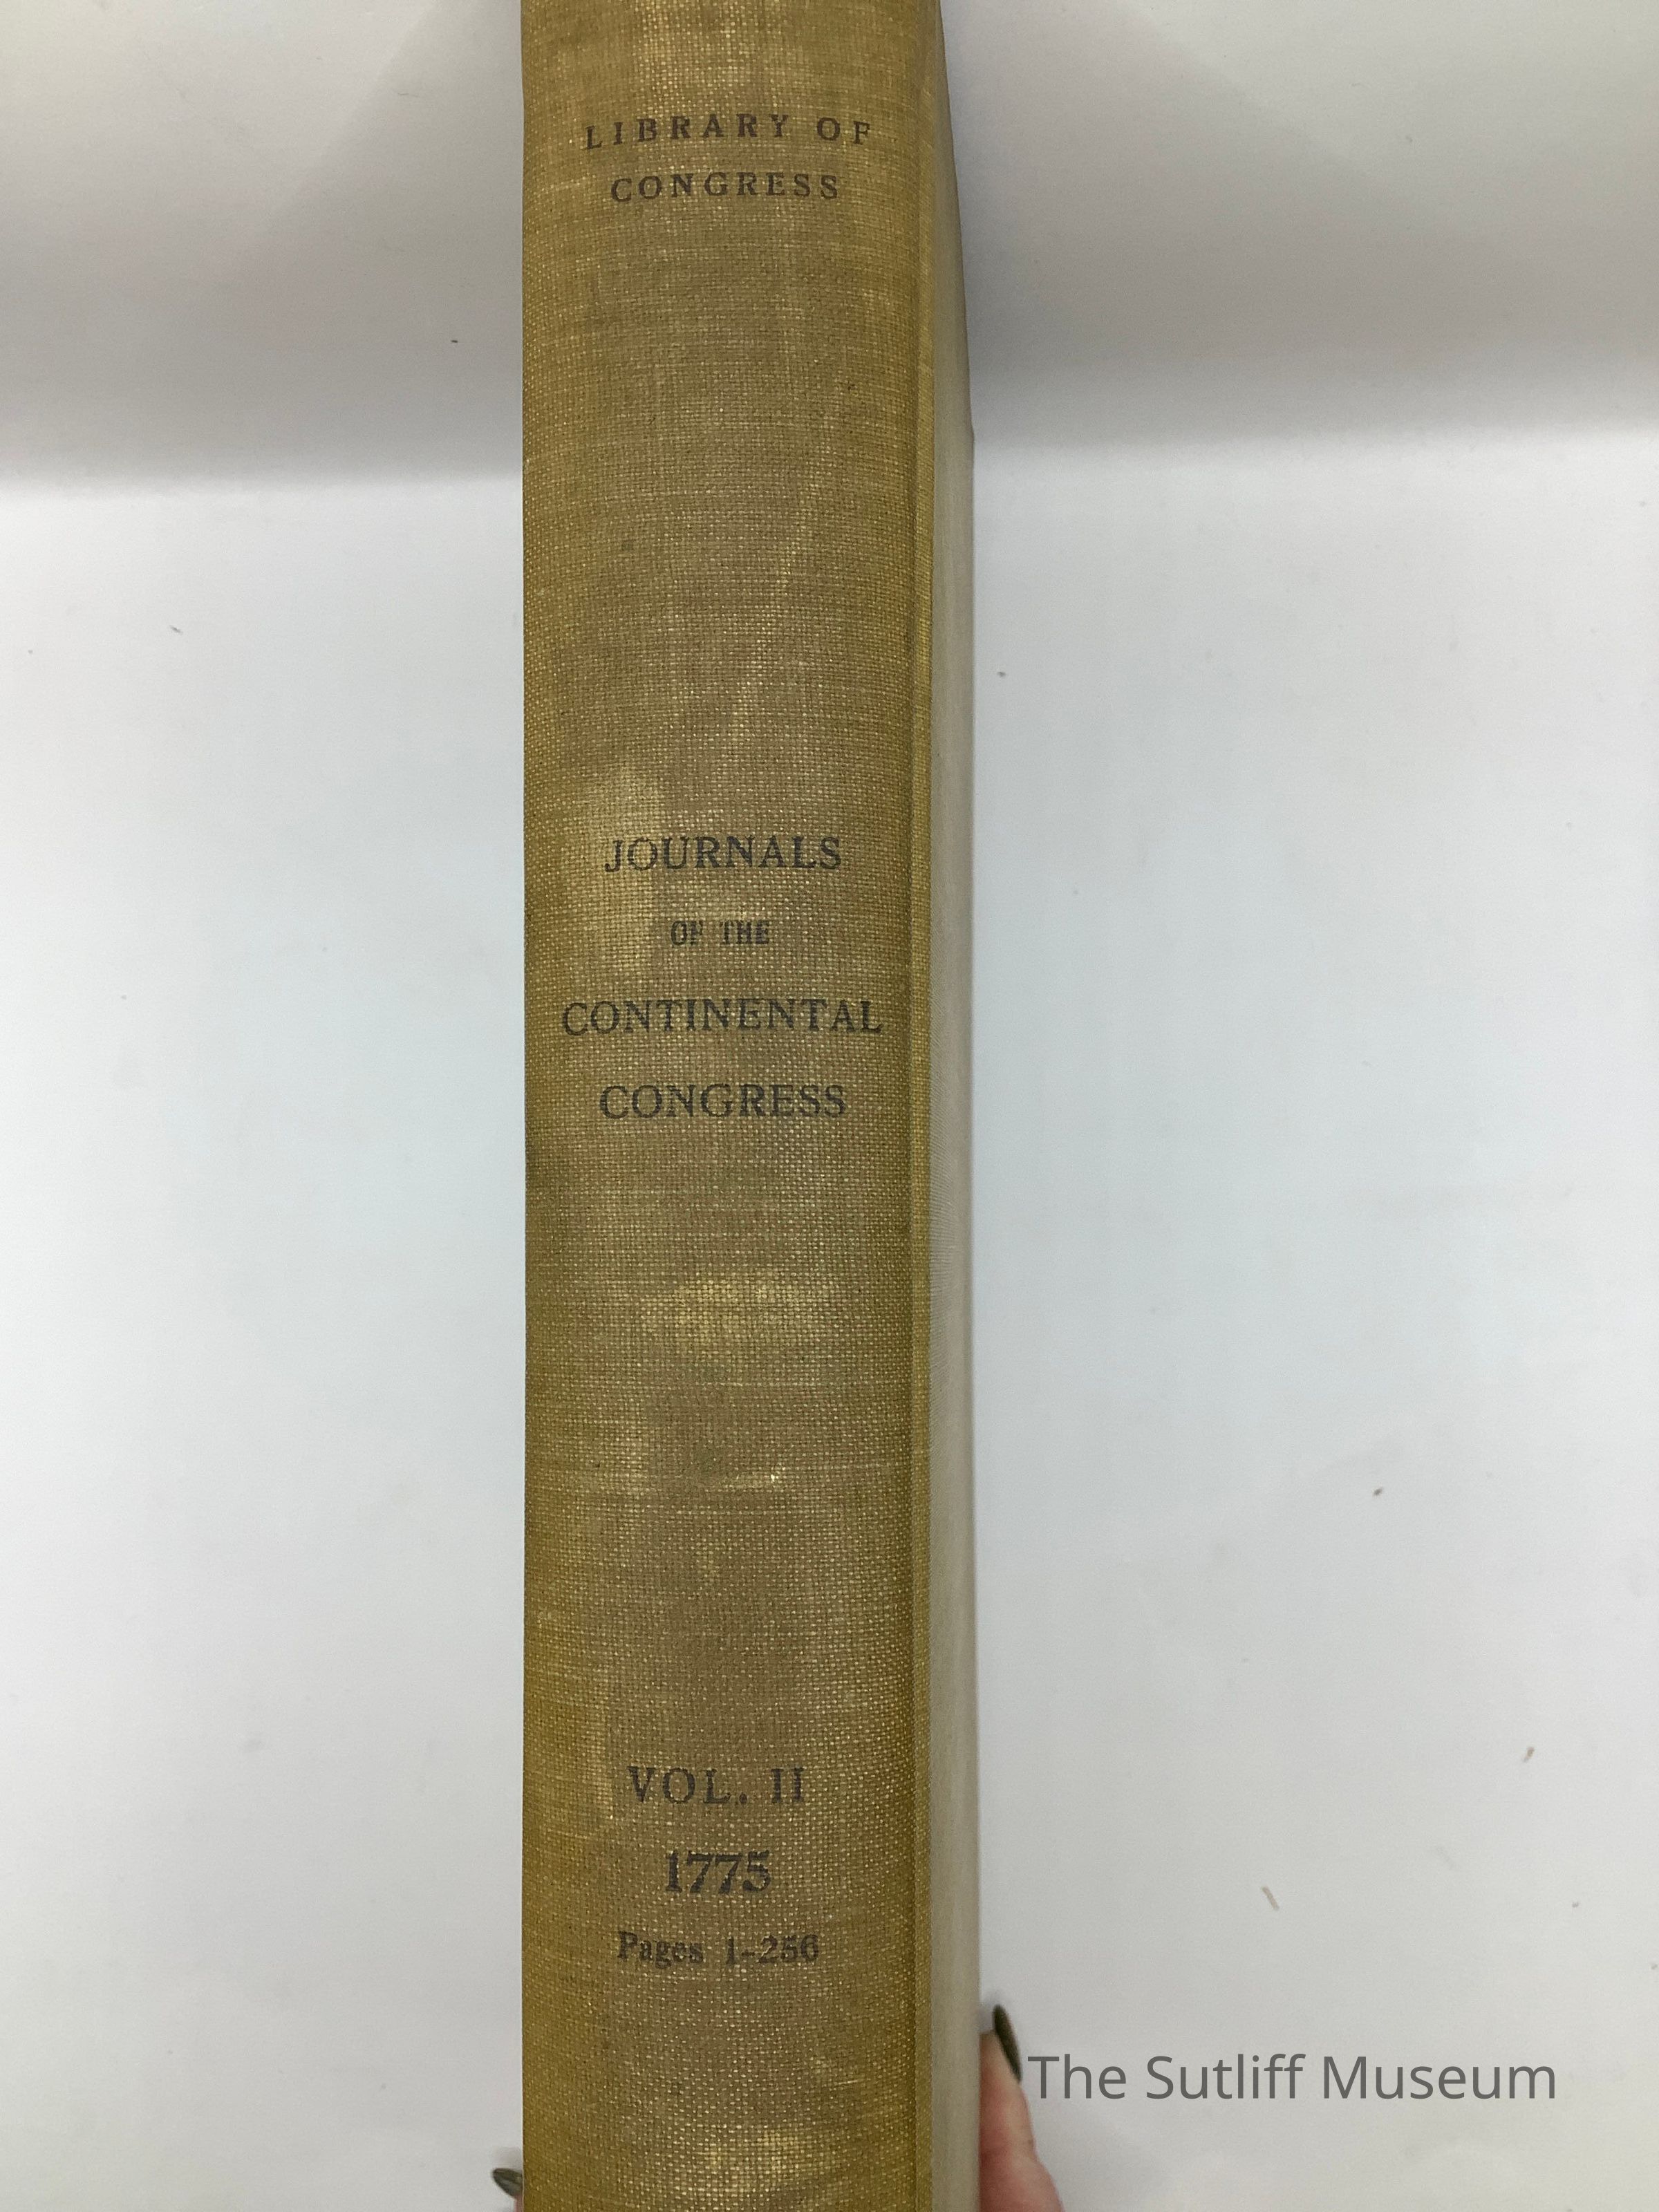 LIBRARY OF
CONGRESS
JOURNALS
OF THE
CONTINENTAL
CONGRESS
VOL. II
1775
Pages 1-256
The Sutliff Museum